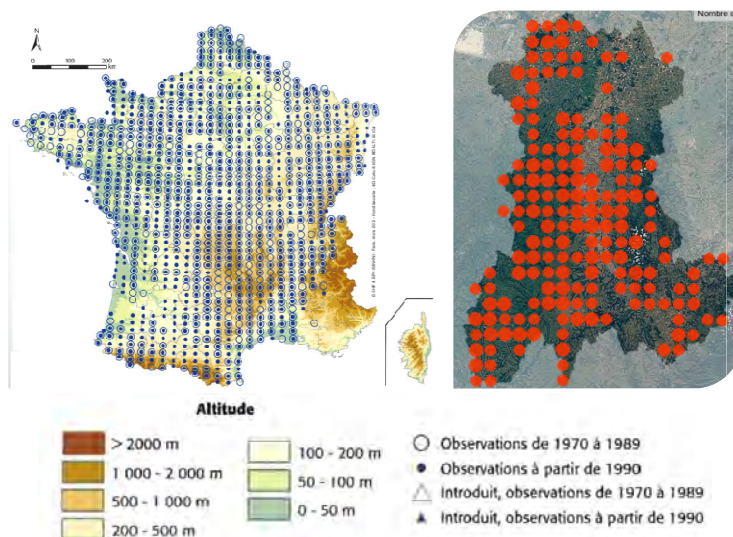 Nombre d
N
0 100 200
km
Altitude
> 2000 m
1 000 - 2 000 m
500 - 1 000 m
200 - 500 m
100 - 200 m
50 - 100 m
0 - 50 m
Observations de 1970 à 1989
Observations à partir de 1990
Introduit, observations de 1970 à 1989
Introduit, observations à partir de 1990